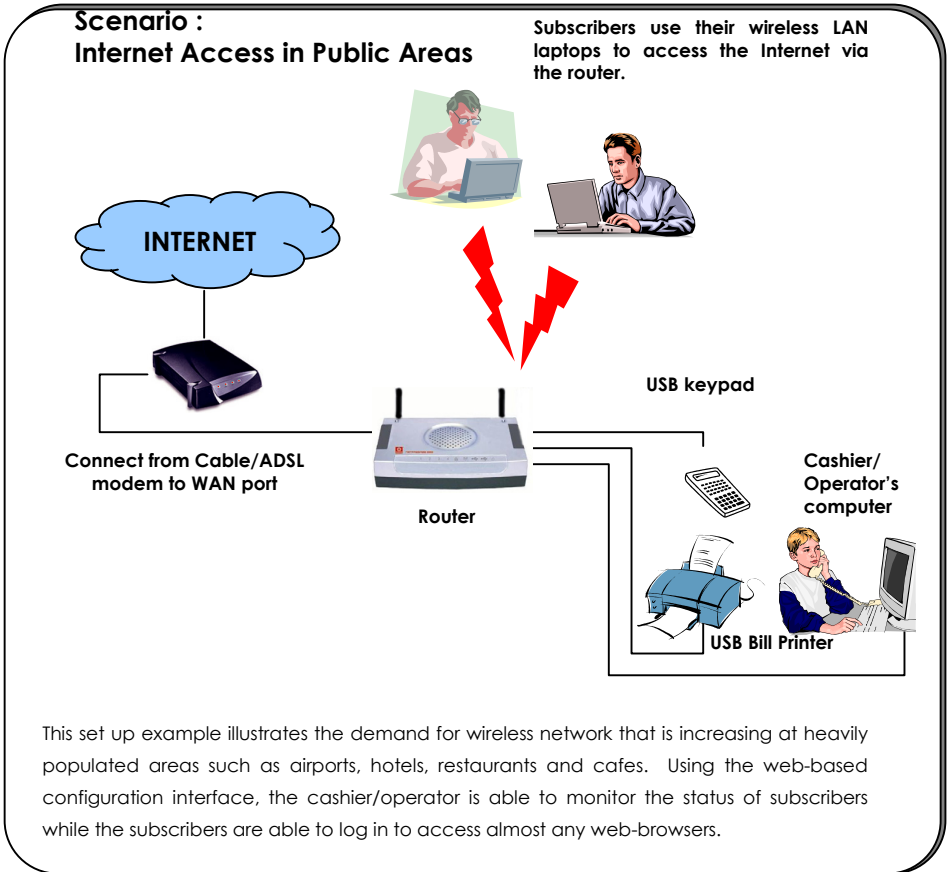 Scenario :
Internet Access in Public Areas
Subscribers use their wireless LAN
laptops to access the Internet via
the router.
INTERNET
USB keypad
Connect from Cable/ADSL
modem to WAN port
Router
Cashier/
Operator's
computer
USB Bill Printer
This set up example illustrates the demand for wireless network that is increasing at heavily
populated areas such as airports, hotels, restaurants and cafes. Using the web-based
configuration interface, the cashier/operator is able to monitor the status of subscribers
while the subscribers are able to log in to access almost any web-browsers.